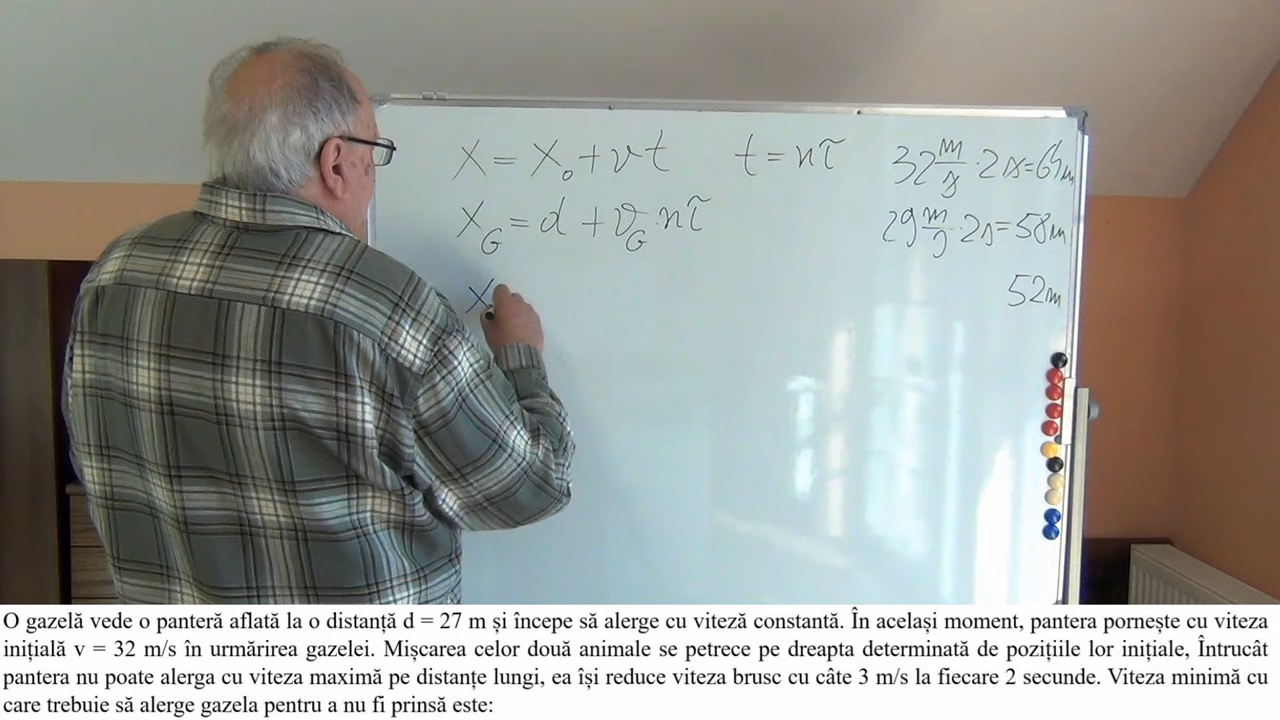 X = X₀ + vt t = nτ 32 m/s · 2s = 64m
X_G = d + v_G · nτ 29 m/s · 2s = 58m
X 52m
O gazelă vede o panteră aflată la o distanță d = 27 m și începe să alerge cu viteză constantă. În același moment, pantera pornește cu viteza
inițială v = 32 m/s în urmărirea gazelei. Mișcarea celor două animale se petrece pe dreapta determinată de pozițiile lor inițiale, Întrucât
pantera nu poate alerga cu viteza maximă pe distanțe lungi, ea își reduce viteza brusc cu câte 3 m/s la fiecare 2 secunde. Viteza minimă cu
care trebuie să alerge gazela pentru a nu fi prinsă este: